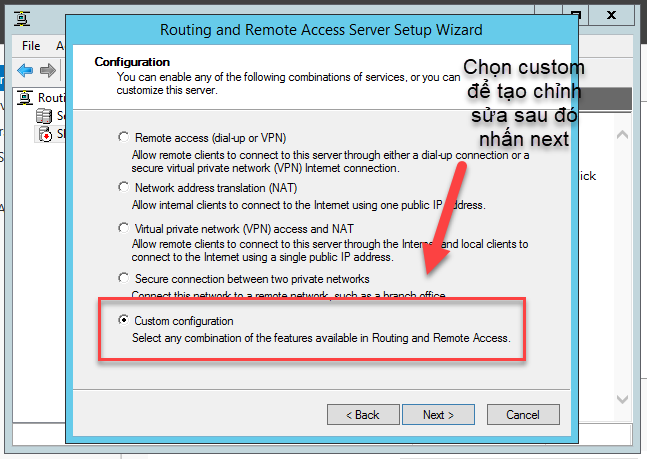 Routing and Remote Access Server Setup Wizard
File
Configuration
You can enable any of the following combinations of services, or you can
customize this server.
Chọn custom
để tạo chỉnh
sửa sau đó
nhấn next
Remote access (dial-up or VPN)
Allow remote clients to connect to this server through either a dial-up connection or a
secure virtual private network (VPN) Internet connection.
Network address translation (NAT)
Allow internal clients to connect to the Internet using one public IP address.
Virtual private network (VPN) access and NAT
Allow remote clients to connect to this server through the Internet and local clients to
connect to the Internet using a single public IP address.
Secure connection between two private networks
Connect this network to a remote network, such as a branch office.
Custom configuration
Select any combination of the features available in Routing and Remote Access.
< Back
Next >
Cancel